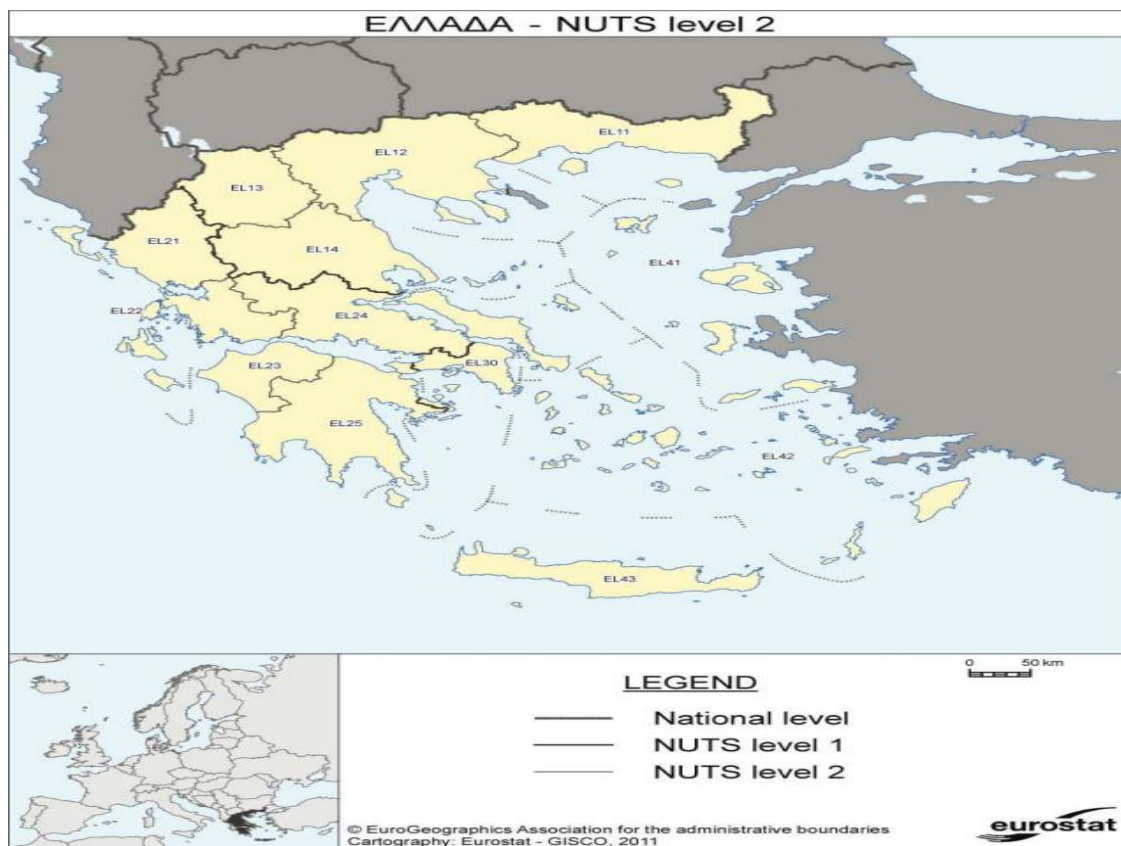 ΕΛΛΑΔΑ - NUTS level 2
EL11
EL12
EL13
EL21
EL14
EL41
EL22
EL24
EL23
EL30
EL25
EL42
EL43
0 50 km
LEGEND
National level
NUTS level 1
NUTS level 2
© EuroGeographics Association for the administrative boundaries
Cartography: Eurostat - GISCO, 2011
eurostat